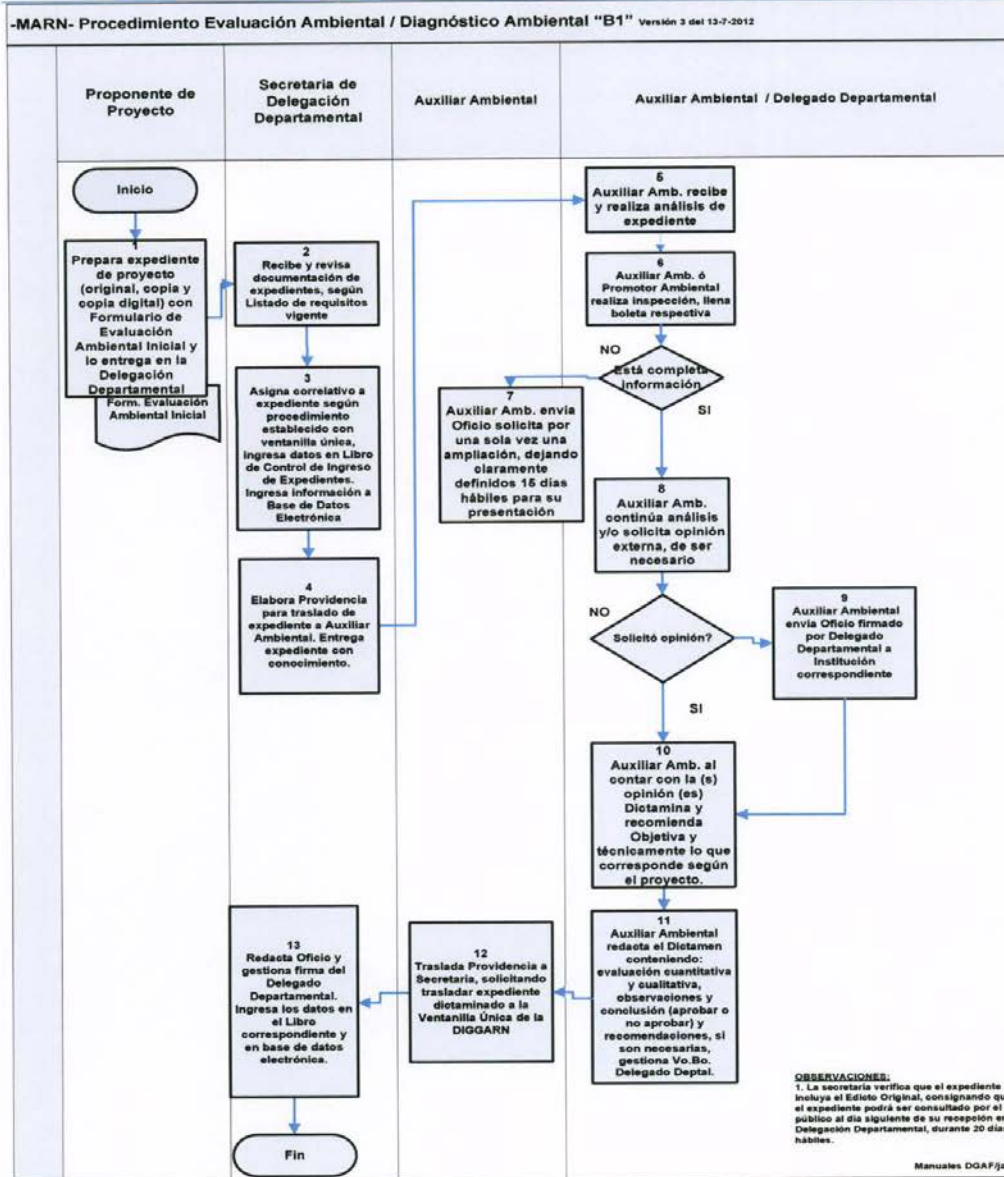 -MARN- Procedimiento Evaluación Ambiental / Diagnóstico Ambiental “B1” Versión 3 del 13-7-2012
Proponente de
Proyecto
Secretaria de
Delegación
Departamental
Auxiliar Ambiental
Auxiliar Ambiental / Delegado Departamental
Inicio
1
Prepara expediente
de proyecto
(original, copia y
copia digital) con
Formulario de
Evaluación
Ambiental Inicial y
lo entrega en la
Delegación
Departamental
Form. Evaluación
Ambiental Inicial
2
Recibe y revisa
documentación de
expedientes, según
Listado de requisitos
vigente
3
Asigna correlativo a
expediente según
procedimiento
establecido con
ventanilla única,
ingresa datos en Libro
de Control de Ingreso
de Expedientes.
Ingresa información a
Base de Datos
Electrónica
4
Elabora Providencia
para traslado de
expediente a Auxiliar
Ambiental. Entrega
expediente con
conocimiento.
5
Auxiliar Amb. recibe
y realiza análisis de
expediente
6
Auxiliar Amb. ó
Promotor Ambiental
realiza inspección, llena
boleta respectiva
NO
Está completa
información
SI
7
Auxiliar Amb. envía
Oficio solicita por
una sola vez una
ampliación, dejando
claramente
definidos 15 días
hábiles para su
presentación
8
Auxiliar Amb.
continúa análisis
y/o solicita opinión
externa, de ser
necesario
NO
Solicitó opinión?
SI
9
Auxiliar Ambiental
envia Oficio firmado
por Delegado
Departamental a
Institución
correspondiente
10
Auxiliar Amb. al
contar con la (s)
opinión (es)
Dictamina y
recomienda
Objetiva y
técnicamente lo que
corresponde según
el proyecto.
11
Auxiliar Ambiental
redacta el Dictamen
conteniendo:
evaluación cuantitativa
y cualitativa,
observaciones y
conclusión (aprobar o
no aprobar) y
recomendaciones, si
son necesarias,
gestiona Vo.Bo.
Delegado Deptal.
12
Traslada Providencia a
Secretaria, solicitando
trasladar expediente
dictaminado a la
Ventanilla Única de la
DIGGARN
13
Redacta Oficio y
gestiona firma del
Delegado
Departamental.
Ingresa los datos en
el Libro
correspondiente y
en base de datos
electrónica.
Fin
OBSERVACIONES:
1. La secretaria verifica que el expediente
incluya el Edicto Original, consignando qu
el expediente podrá ser consultado por el
público al día siguiente de su recepción en
Delegación Departamental, durante 20 días
hábiles.
Manuales DGAF/ja